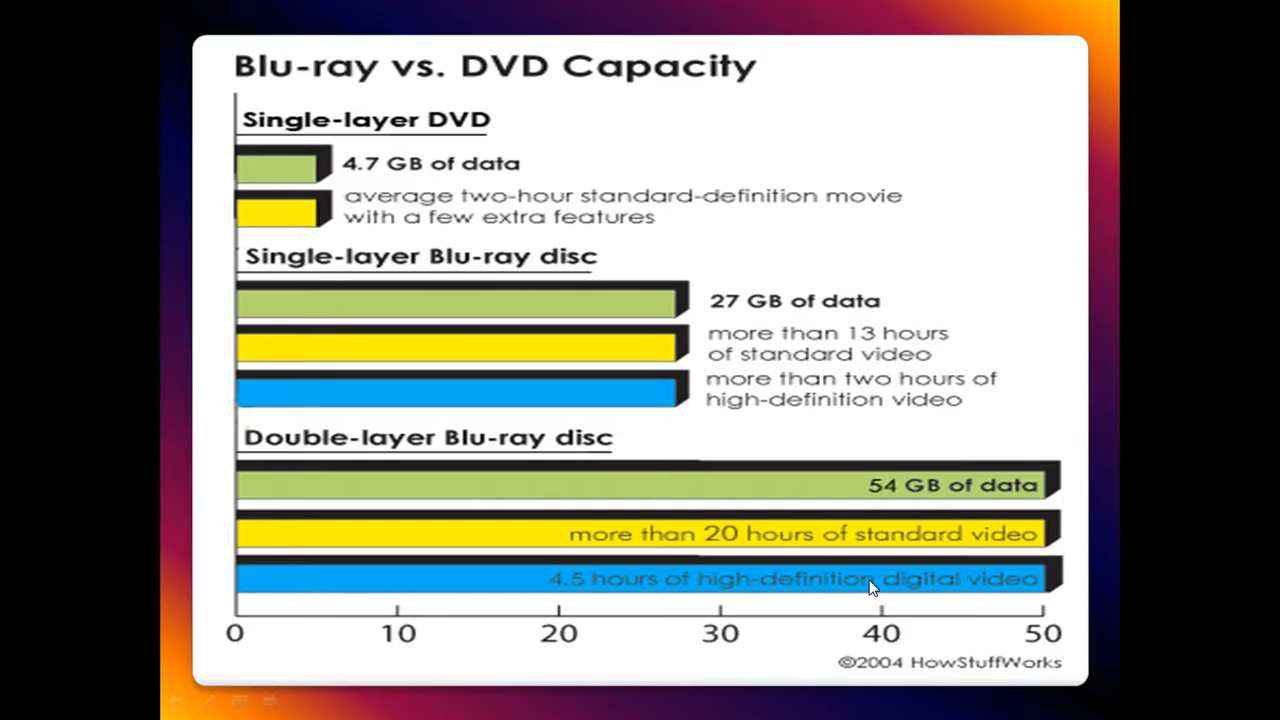 Blu-ray vs. DVD Capacity
Single-layer DVD
4.7 GB of data
average two-hour standard-definition movie
with a few extra features
Single-layer Blu-ray disc
27 GB of data
more than 13 hours
of standard video
more than two hours of
high-definition video
Double-layer Blu-ray disc
54 GB of data
more than 20 hours of standard video
4.5 hours of high-definition digital video
0 10 20 30 40 50
©2004 HowStuffWorks